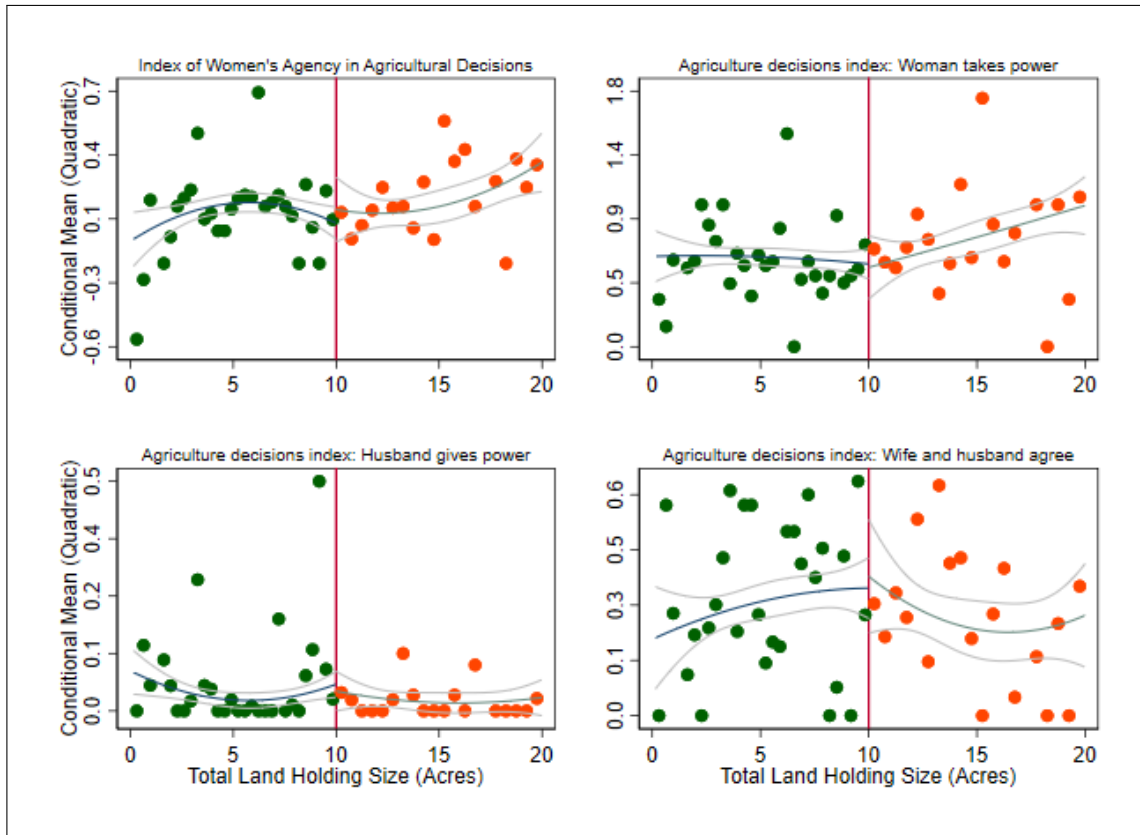 Index of Women's Agency in Agricultural Decisions
Conditional Mean (Quadratic)
0.7
0.4
0.1
-0.3
-0.6
0 5 10 15 20
Agriculture decisions index: Woman takes power
1.8
1.4
0.9
0.5
0.0
0 5 10 15 20
Agriculture decisions index: Husband gives power
Conditional Mean (Quadratic)
0.5
0.4
0.2
0.1
0.0
0 5 10 15 20
Total Land Holding Size (Acres)
Agriculture decisions index: Wife and husband agree
0.6
0.5
0.3
0.1
0.0
0 5 10 15 20
Total Land Holding Size (Acres)